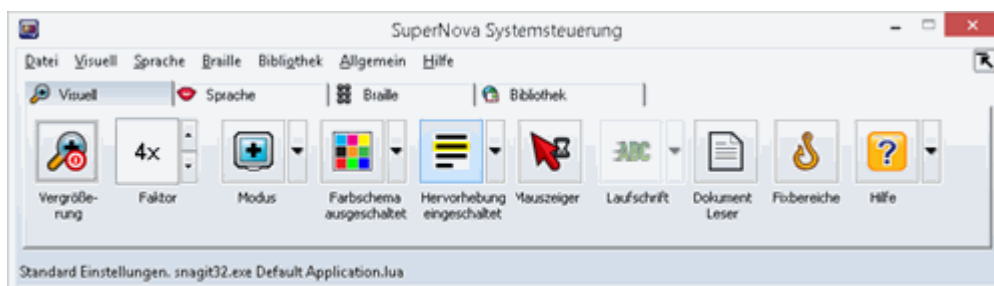 SuperNova Systemsteuerung
Datei Visuell Sprache Braille Bibliothek Allgemein Hilfe
Visuell Sprache Braille Bibliothek
4x
ABC
?
Vergröße-
rung
Faktor
Modus
Farbschema
ausgeschaltet
Hervorhebung
eingeschaltet
Mauszeiger
Laufschrift
Dokument
Leser
Fixbereiche
Hilfe
Standard Einstellungen. snagit32.exe Default Application.lua